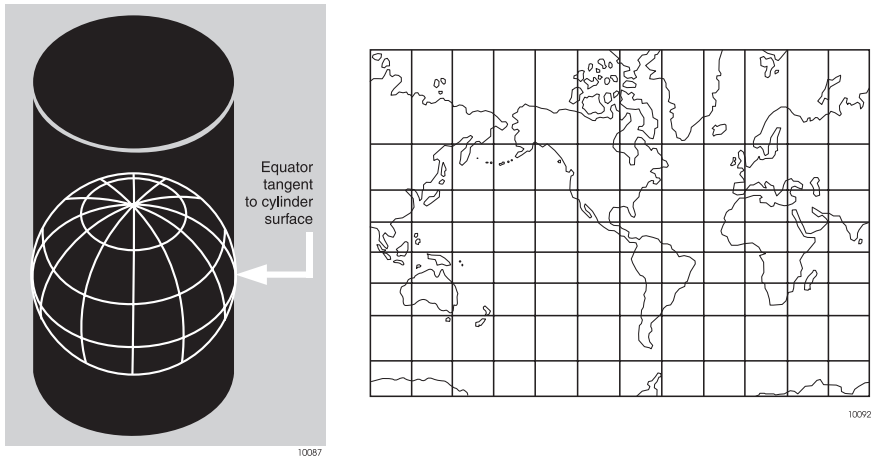 Equator
tangent
to cylinder
surface
10087
10092